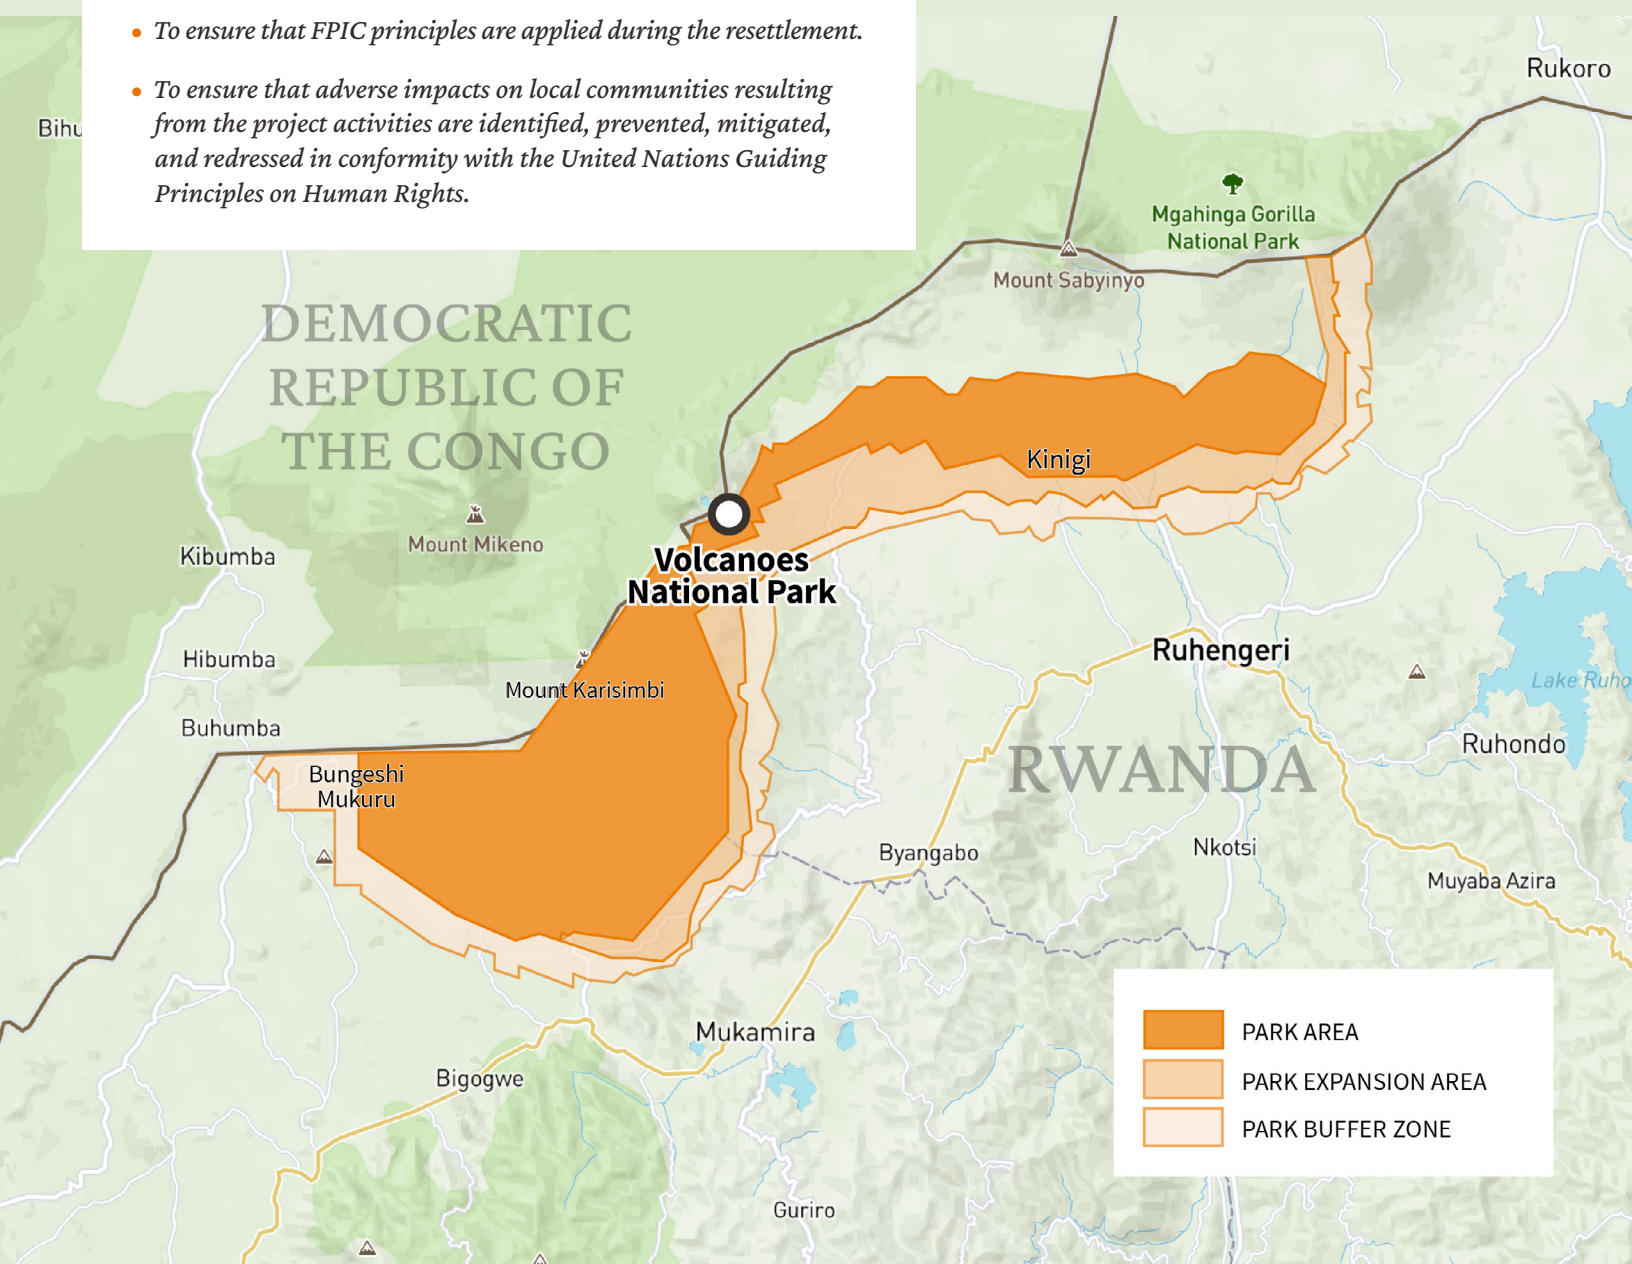 • To ensure that FPIC principles are applied during the resettlement.
• To ensure that adverse impacts on local communities resulting
from the project activities are identified, prevented, mitigated,
and redressed in conformity with the United Nations Guiding
Principles on Human Rights.
Rukoro
Bihu
Mgahinga Gorilla
National Park
Mount Sabyinyo
DEMOCRATIC
REPUBLIC OF
THE CONGO
Kinigi
Mount Mikeno
Kibumba
Volcanoes
National Park
Ruhengeri
Hibumba
Mount Karisimbi
Lake Ruho
Buhumba
Ruhondo
RWANDA
Bungeshi
Mukuru
Byangabo
Nkotsi
Muyaba Azira
Mukamira
PARK AREA
Bigogwe
PARK EXPANSION AREA
PARK BUFFER ZONE
Guriro